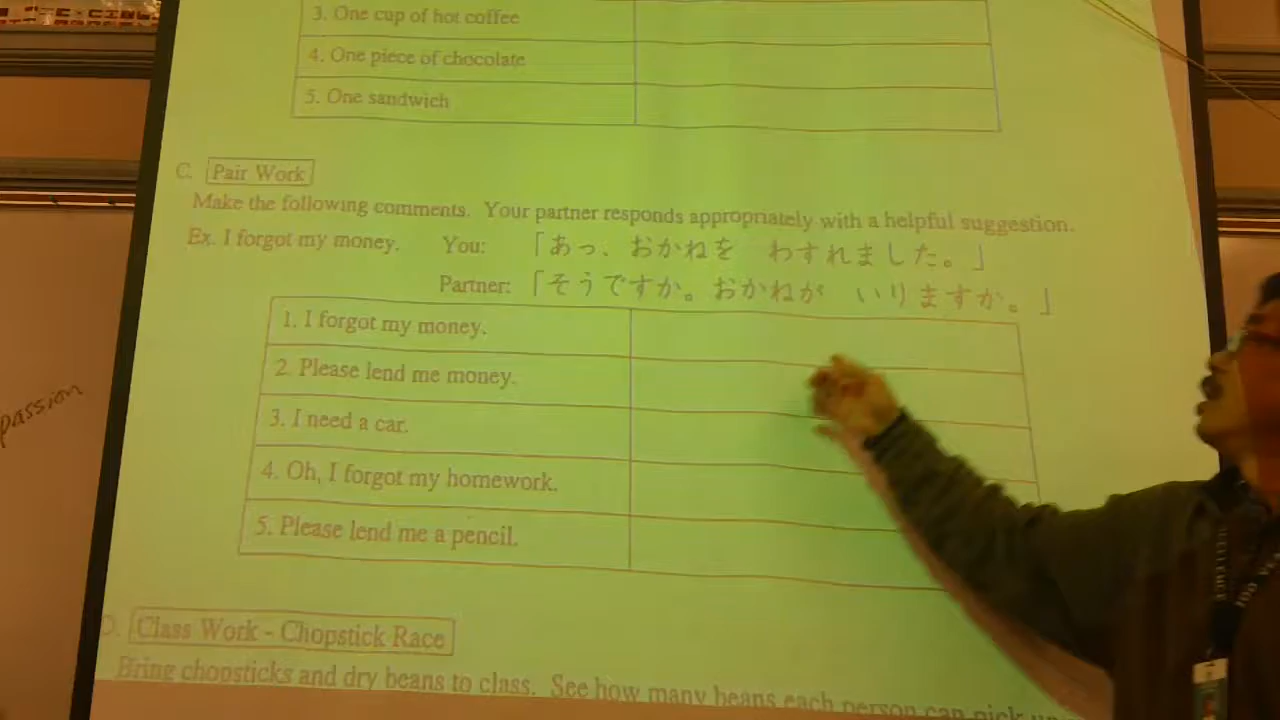 3. One cup of hot coffee
4. One piece of chocolate
5. One sandwich
C. Pair Work
Make the following comments. Your partner responds appropriately with a helpful suggestion.
Ex. I forgot my money. You: 「あっ、おかねを わすれました。」
Partner: 「そうですか。おかねが いりますか。」
1. I forgot my money.
2. Please lend me money.
3. I need a car.
4. Oh, I forgot my homework.
5. Please lend me a pencil.
passion
D. Class Work - Chopstick Race
Bring chopsticks and dry beans to class. See how many beans each person can pick up